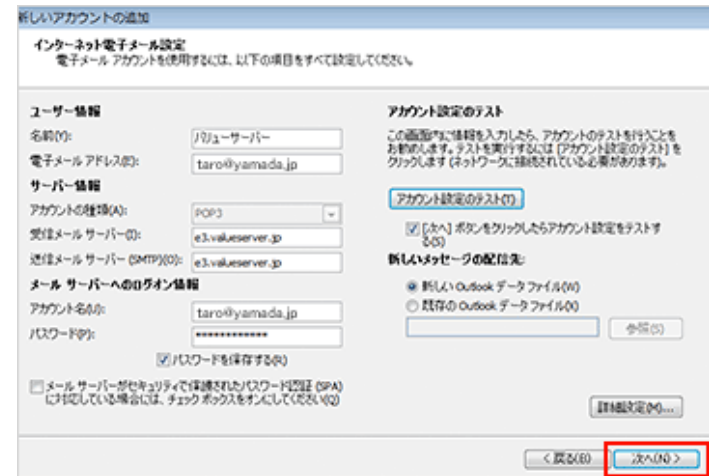 新しいアカウントの追加
インターネット電子メール設定
電子メール アカウントを使用するには、以下の項目をすべて設定してください。
ユーザー情報
名前(Y):
バリューサーバー
電子メール アドレス(E):
taro@yamada.jp
サーバー情報
アカウントの種類(A):
POP3
受信メール サーバー(I):
e3.valueserver.jp
送信メール サーバー (SMTP)(O):
e3.valueserver.jp
メール サーバーへのログオン情報
アカウント名(U):
taro@yamada.jp
パスワード(P):
************
パスワードを保存する(R)
メール サーバーがセキュリティで保護されたパスワード認証 (SPA)
に対応している場合には、チェック ボックスをオンにしてください(Q)
アカウント設定のテスト
この画面内に情報を入力したら、アカウントのテストを行うことを
お勧めします。テストを実行するには [アカウント設定のテスト] を
クリックします (ネットワークに接続されている必要があります)。
アカウント設定のテスト(T)
[次へ] ボタンをクリックしたらアカウント設定をテストす
る(S)
新しいメッセージの配信先:
新しい Outlook データ ファイル(W)
既存の Outlook データ ファイル(X)
参照(S)
詳細設定(M)...
< 戻る(B)
次へ(N) >